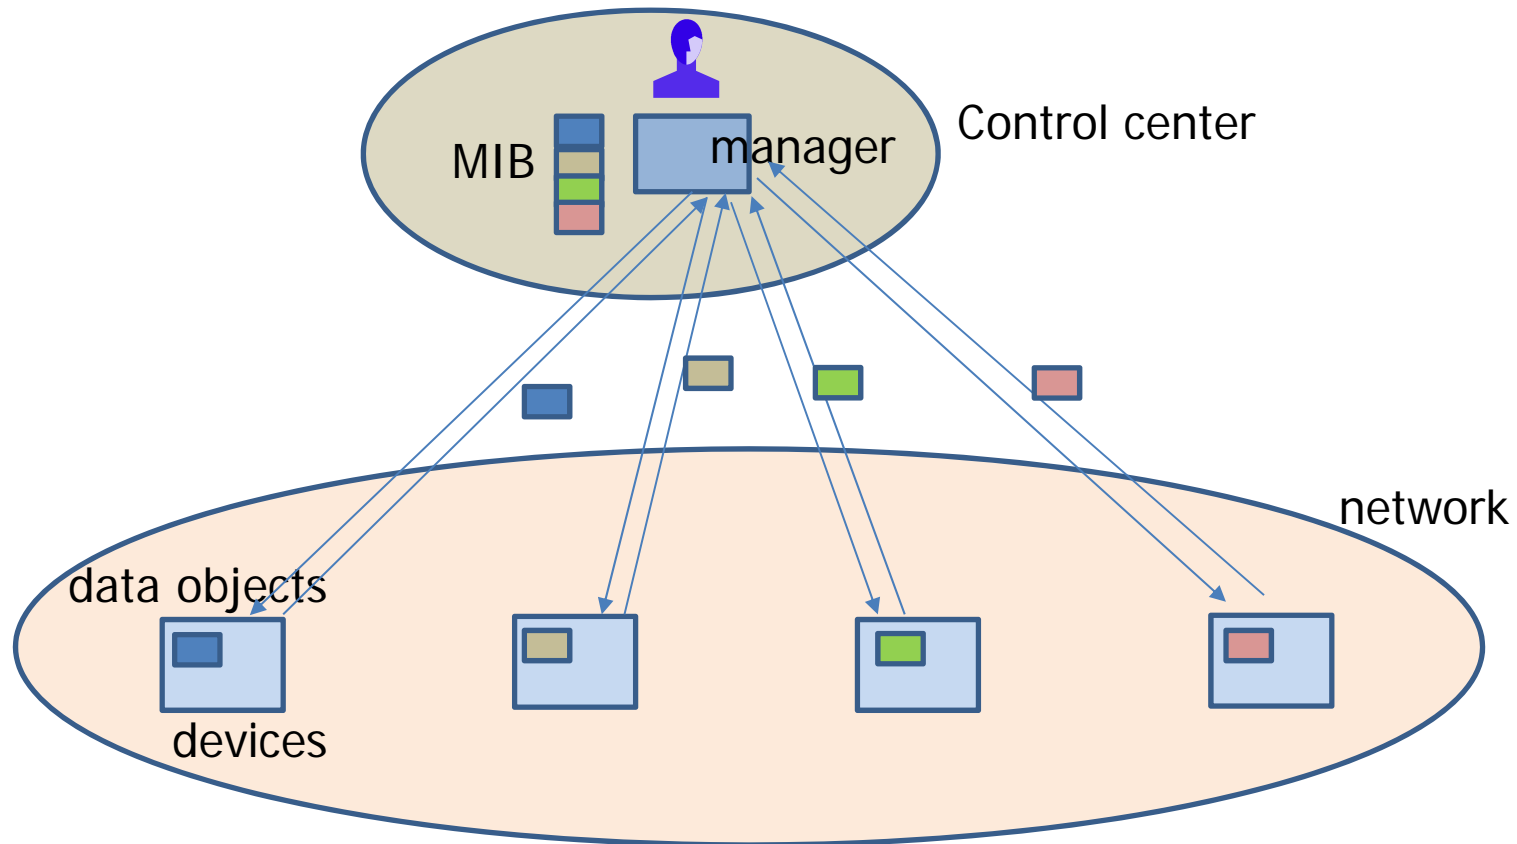 Control center
manager
MIB
network
data objects
devices